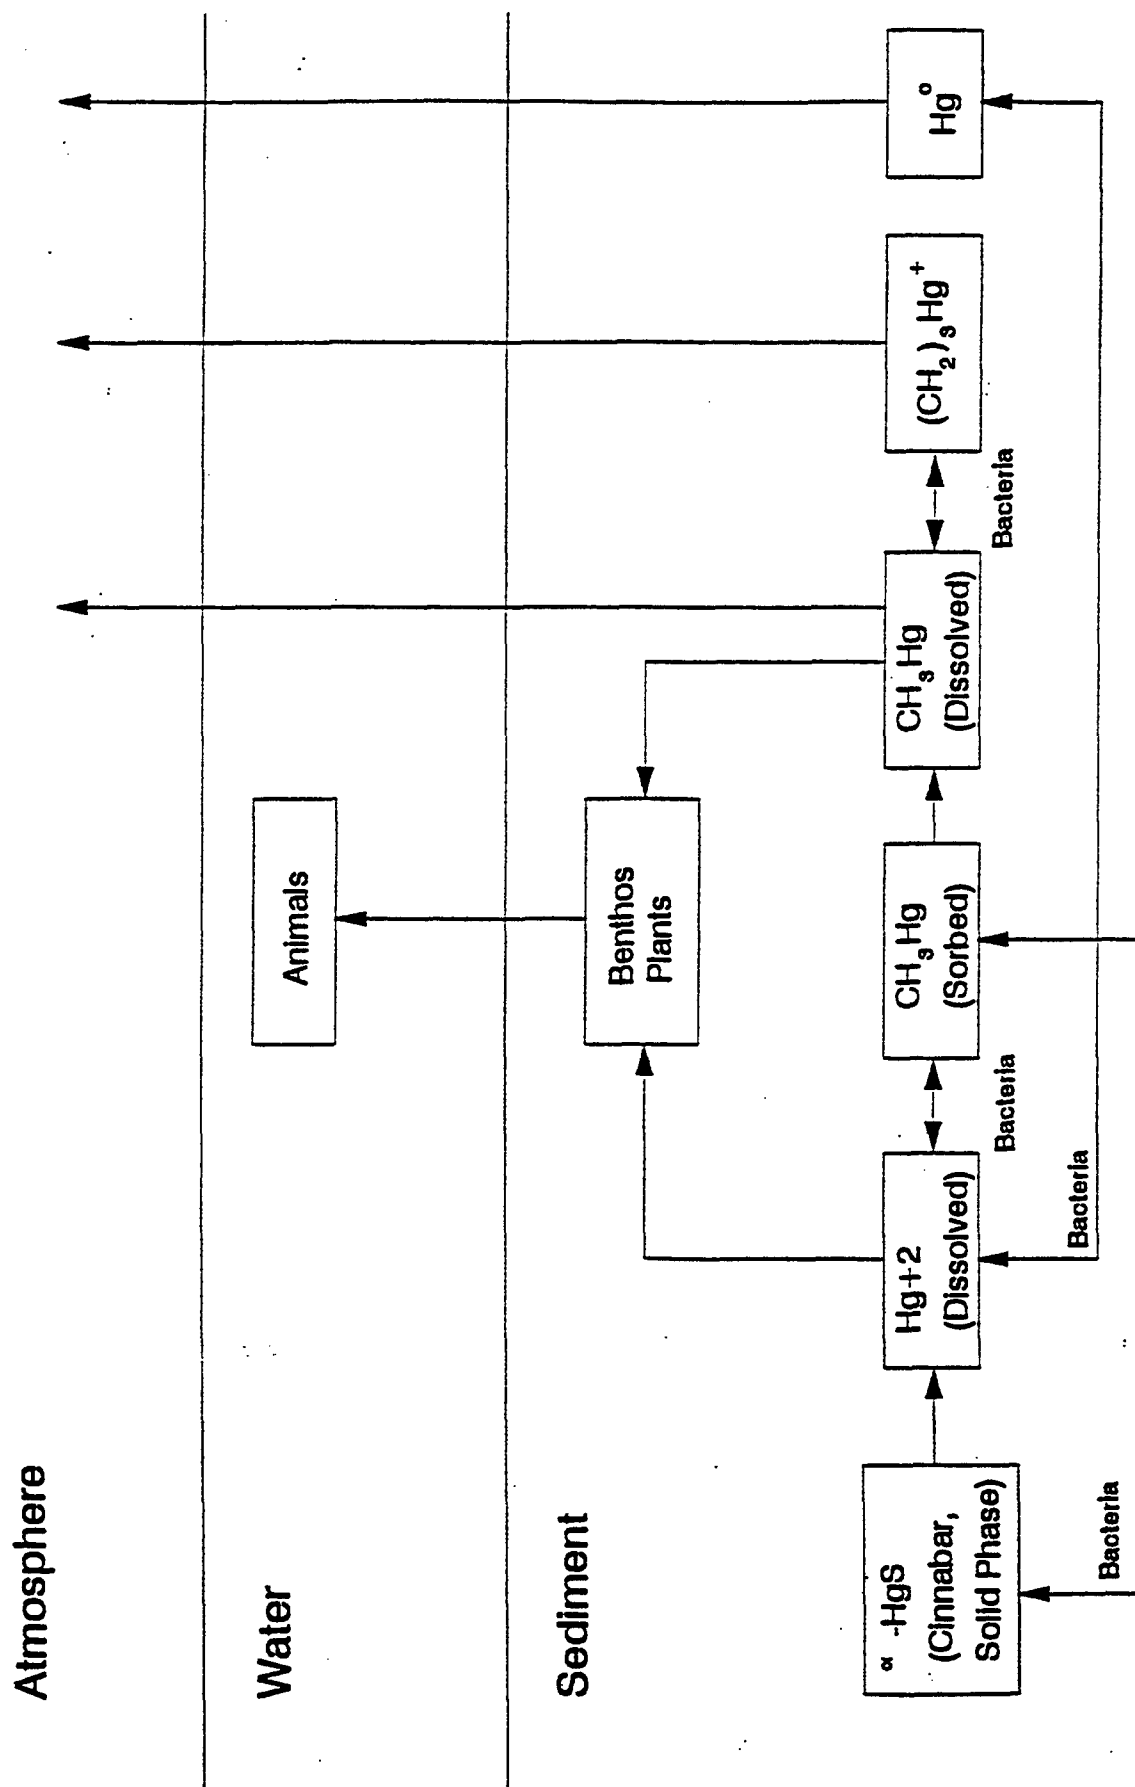 Atmosphere
Water
Animals
Sediment
Benthos
Plants
α -HgS
(Cinnabar,
Solid Phase)
Hg+2
(Dissolved)
CH₃Hg
(Sorbed)
CH₃Hg
(Dissolved)
(CH₂)₃Hg⁺
Hg⁰
Bacteria
Bacteria
Bacteria
Bacteria